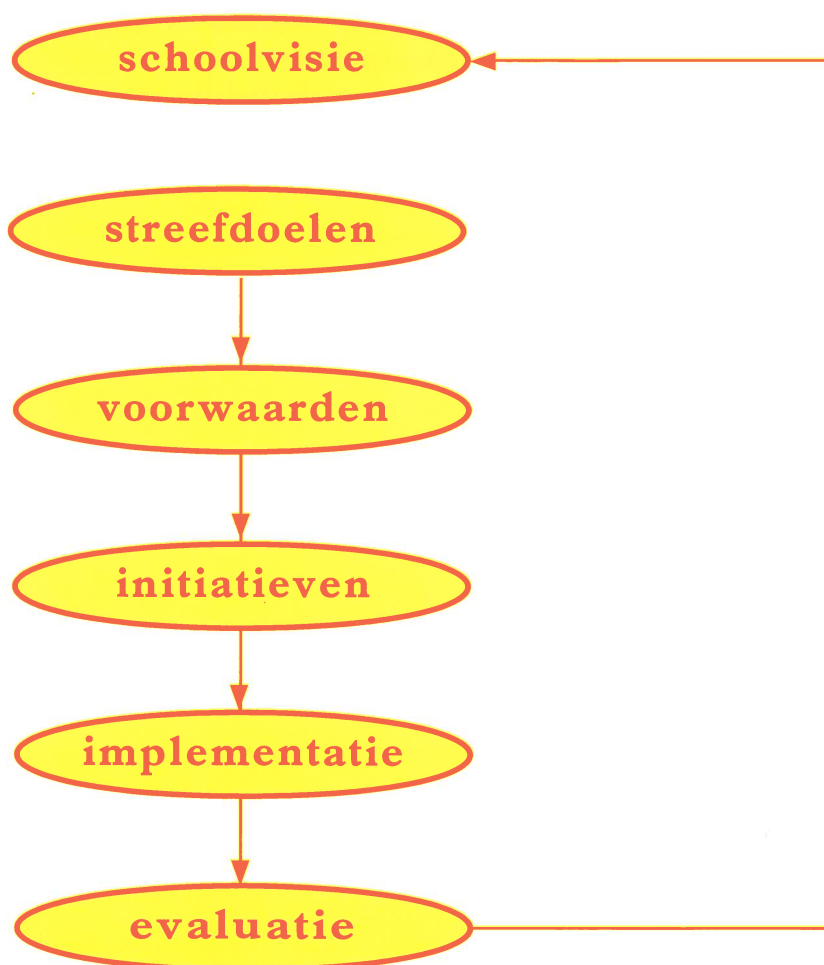 schoolvisie
streefdoelen
voorwaarden
initiatieven
implementatie
evaluatie